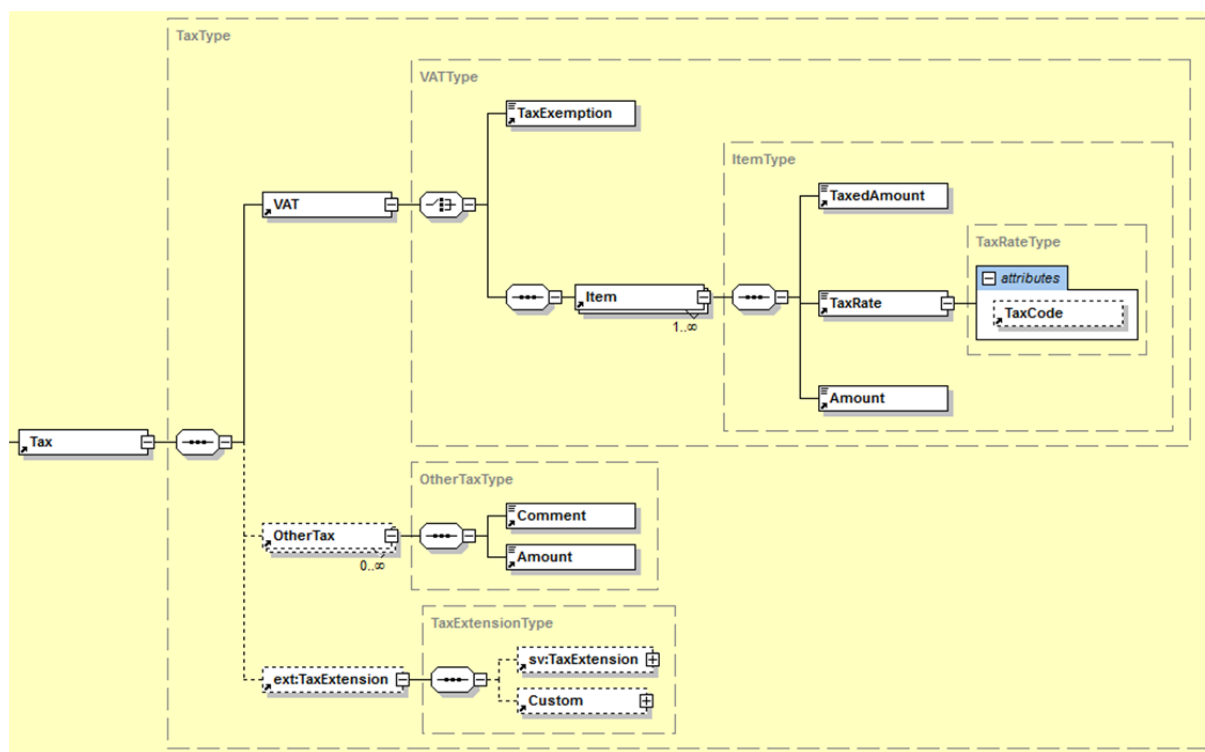 TaxType
VATType
TaxExemption
ItemType
TaxedAmount
VAT
TaxRateType
attributes
Item
TaxRate
TaxCode
1..∞
Amount
Tax
OtherTaxType
Comment
OtherTax
Amount
0..∞
TaxExtensionType
sv:TaxExtension
ext:TaxExtension
Custom